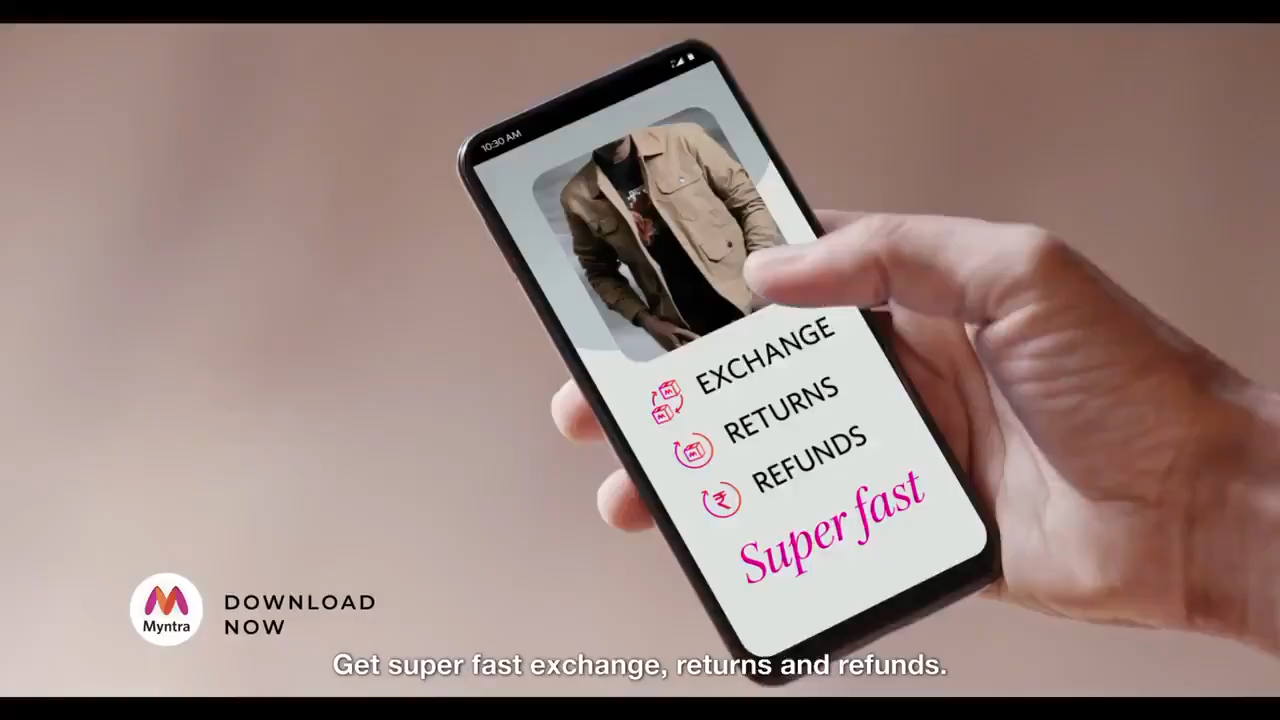 10:30 AM
EXCHANGE
RETURNS
REFUNDS
Super fast
Myntra
DOWNLOAD
NOW
Get super fast exchange, returns and refunds.